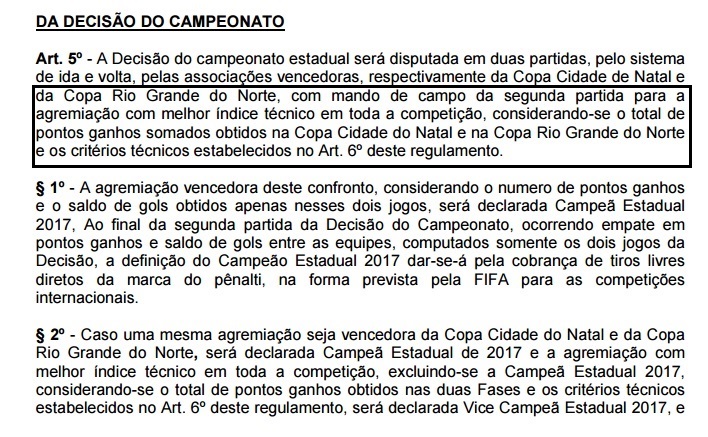 DA DECISÃO DO CAMPEONATO
Art. 5º - A Decisão do campeonato estadual será disputada em duas partidas, pelo sistema
de ida e volta, pelas associações vencedoras, respectivamente da Copa Cidade de Natal e
da Copa Rio Grande do Norte, com mando de campo da segunda partida para a
agremiação com melhor índice técnico em toda a competição, considerando-se o total de
pontos ganhos somados obtidos na Copa Cidade do Natal e na Copa Rio Grande do Norte
e os critérios técnicos estabelecidos no Art. 6º deste regulamento.
§ 1º - A agremiação vencedora deste confronto, considerando o numero de pontos ganhos
e o saldo de gols obtidos apenas nesses dois jogos, será declarada Campeã Estadual
2017, Ao final da segunda partida da Decisão do Campeonato, ocorrendo empate em
pontos ganhos e saldo de gols entre as equipes, computados somente os dois jogos da
Decisão, a definição do Campeão Estadual 2017 dar-se-á pela cobrança de tiros livres
diretos da marca do pênalti, na forma prevista pela FIFA para as competições
internacionais.
§ 2º - Caso uma mesma agremiação seja vencedora da Copa Cidade do Natal e da Copa
Rio Grande do Norte, será declarada Campeã Estadual de 2017 e a agremiação com
melhor índice técnico em toda a competição, excluindo-se a Campeã Estadual 2017,
considerando-se o total de pontos ganhos obtidos nas duas Fases e os critérios técnicos
estabelecidos no Art. 6º deste regulamento, será declarada Vice Campeã Estadual 2017, e